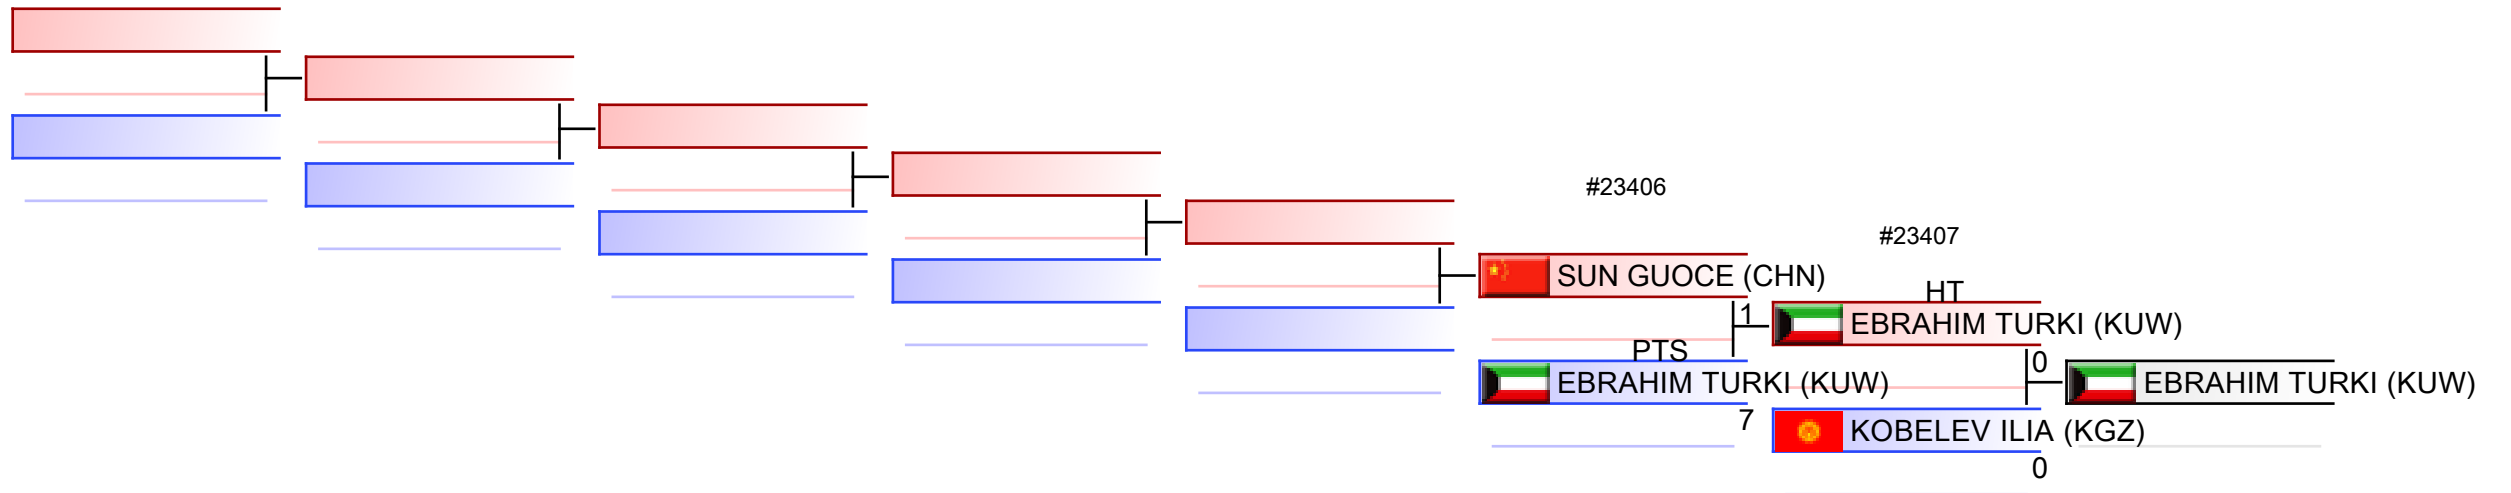 #23406
#23407
SUN GUOCE (CHN)
HT
1
EBRAHIM TURKI (KUW)
PTS
0
EBRAHIM TURKI (KUW)
EBRAHIM TURKI (KUW)
7
KOBELEV ILIA (KGZ)
0